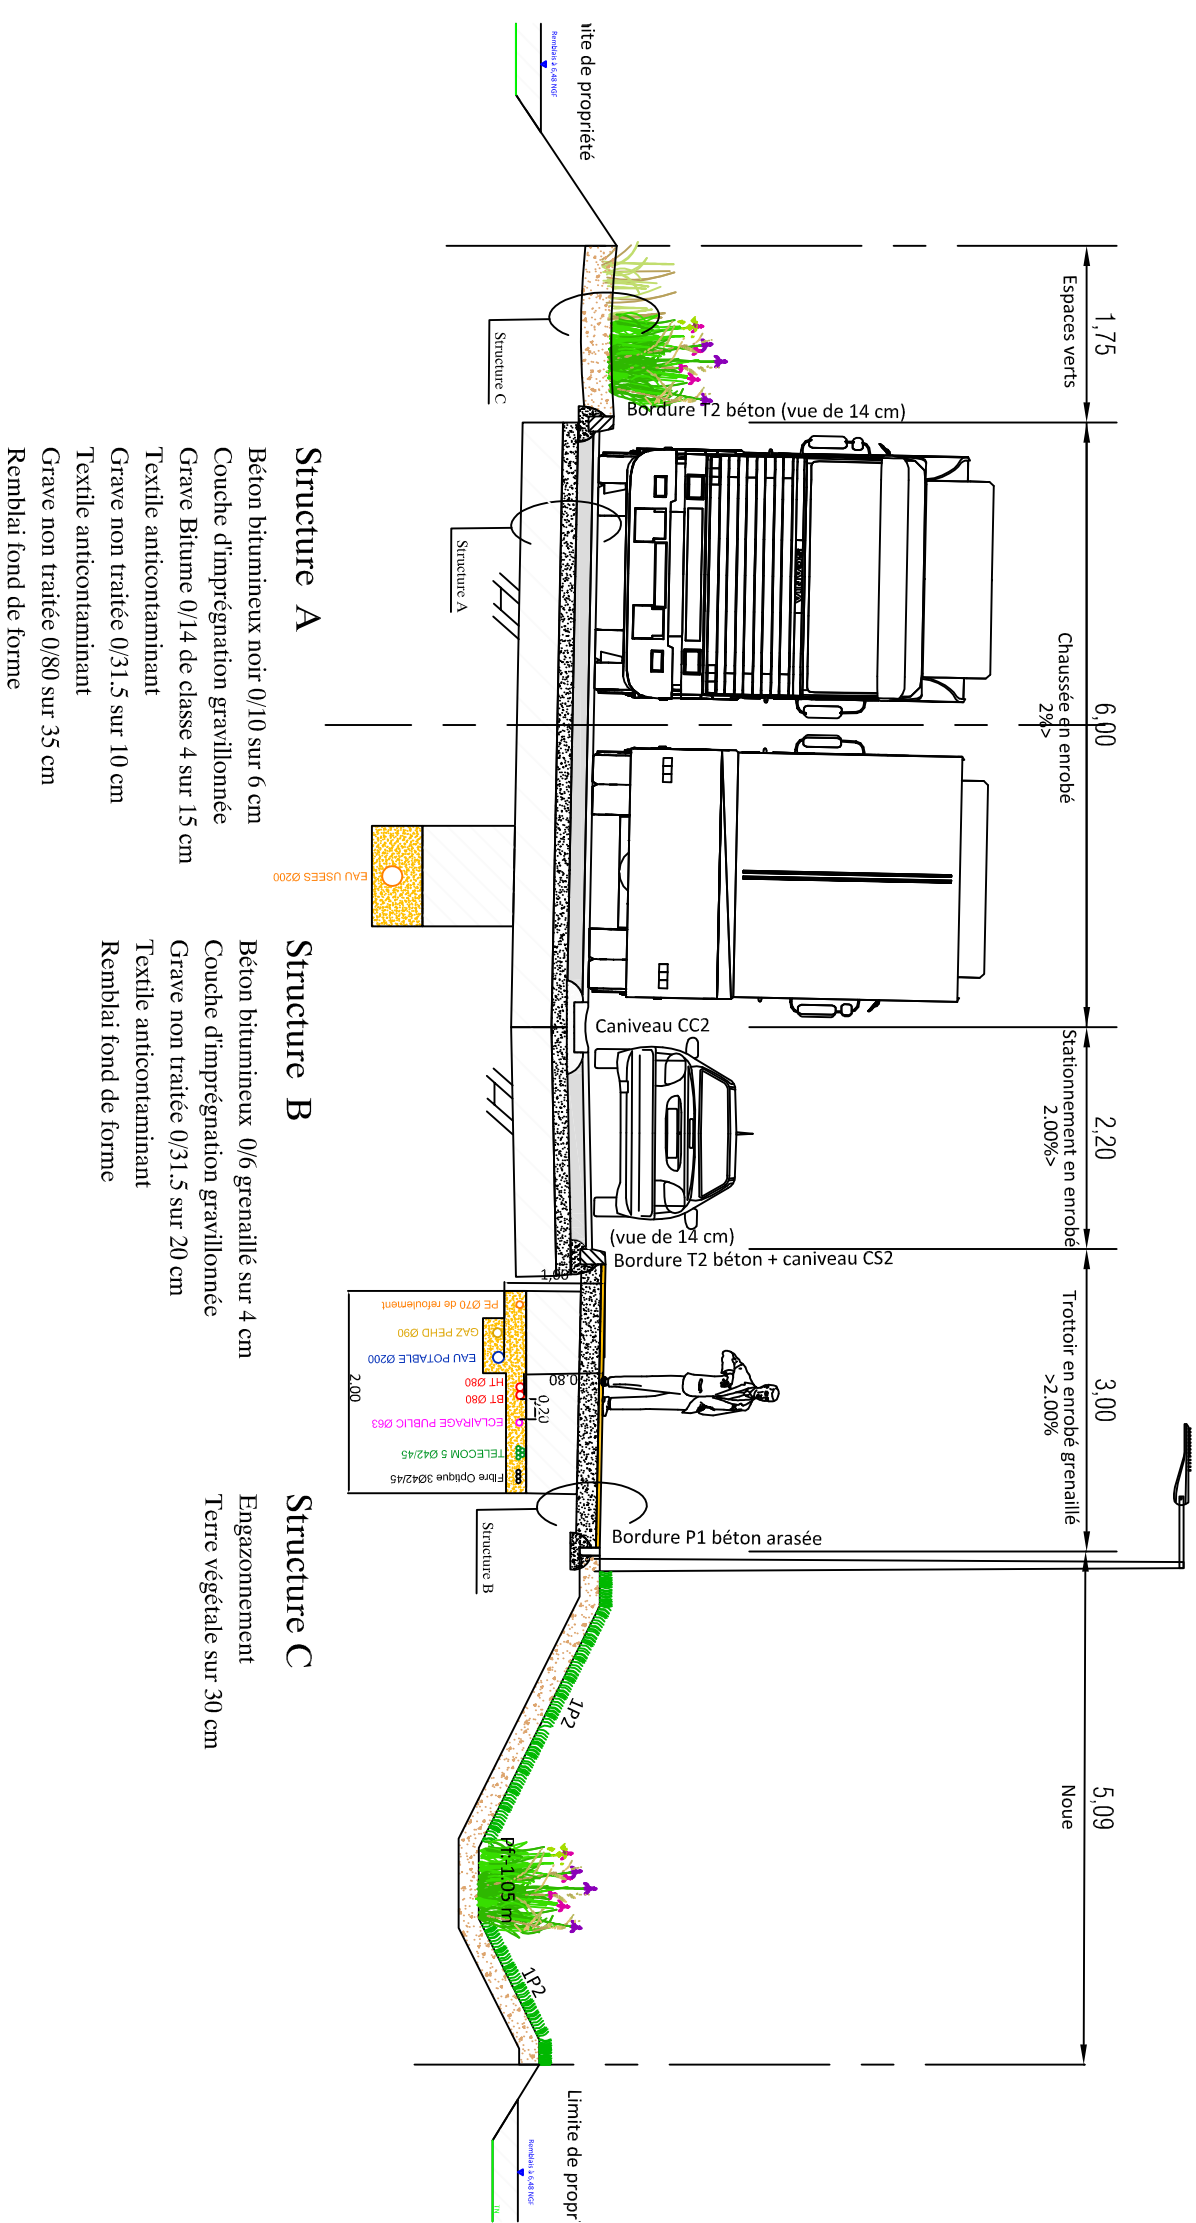 1,75
Espaces verts
6,00
Chaussée en enrobé
2%>
2,20
Stationnement en enrobé
2.00%>
3,00
Trottoir en enrobé grenaillé
>2.00%
5,09
Noue
ite de propriété
Remblais à 6,48 NGF
Bordure T2 béton (vue de 14 cm)
Caniveau CC2
(vue de 14 cm)
Bordure T2 béton + caniveau CS2
Bordure P1 béton arasée
1P2
Pf:-1.05 m
1P2
Limite de propr
Remblais à 6,48 NGF
TN
Structure C
Structure A
Structure B
EAU USEES Ø200
1,00
0,80
0,20
2,00
PE Ø70 de refoulement
GAZ PEHD Ø90
EAU POTABLE Ø200
HT Ø80
BT Ø80
ECLAIRAGE PUBLIC Ø63
TELECOM 5 Ø42/45
Fibre Optique 3Ø42/45
Structure A
Béton bitumineux noir 0/10 sur 6 cm
Couche d'imprégnation gravillonnée
Grave Bitume 0/14 de classe 4 sur 15 cm
Textile anticontaminant
Grave non traitée 0/31.5 sur 10 cm
Textile anticontaminant
Grave non traitée 0/80 sur 35 cm
Remblai fond de forme
Structure B
Béton bitumineux 0/6 grenaillé sur 4 cm
Couche d'imprégnation gravillonnée
Grave non traitée 0/31.5 sur 20 cm
Textile anticontaminant
Remblai fond de forme
Structure C
Engazonnement
Terre végétale sur 30 cm